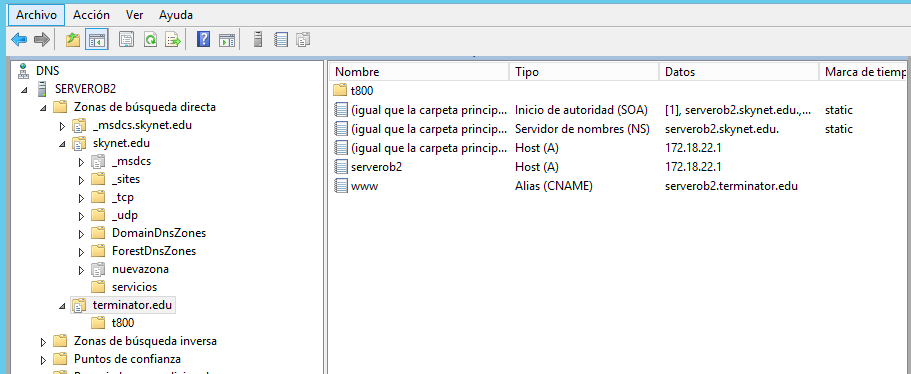 Archivo Acción Ver Ayuda
DNS
SERVEROB2
Zonas de búsqueda directa
_msdcs.skynet.edu
skynet.edu
_msdcs
_sites
_tcp
_udp
DomainDnsZones
ForestDnsZones
nuevazona
servicios
terminator.edu
t800
Zonas de búsqueda inversa
Puntos de confianza
Nombre Tipo Datos Marca de tiemp
t800
(igual que la carpeta princip... Inicio de autoridad (SOA) [1], serverob2.skynet.edu.,... static
(igual que la carpeta princip... Servidor de nombres (NS) serverob2.skynet.edu. static
(igual que la carpeta princip... Host (A) 172.18.22.1
serverob2 Host (A) 172.18.22.1
www Alias (CNAME) serverob2.terminator.edu